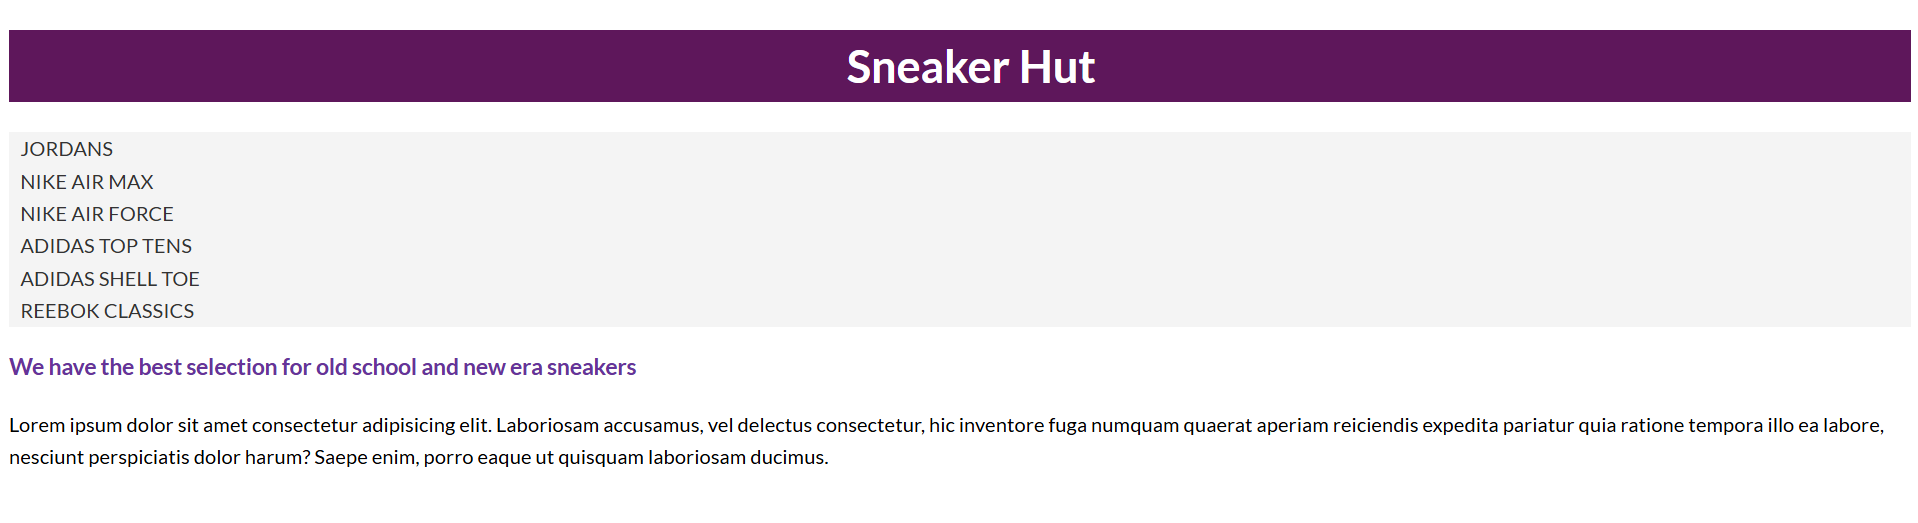 Sneaker Hut
JORDANS
NIKE AIR MAX
NIKE AIR FORCE
ADIDAS TOP TENS
ADIDAS SHELL TOE
REEBOK CLASSICS
We have the best selection for old school and new era sneakers
Lorem ipsum dolor sit amet consectetur adipisicing elit. Laboriosam accusamus, vel delectus consectetur, hic inventore fuga numquam quaerat aperiam reiciendis expedita pariatur quia ratione tempora illo ea labore,
nesciunt perspiciatis dolor harum? Saepe enim, porro eaque ut quisquam laboriosam ducimus.